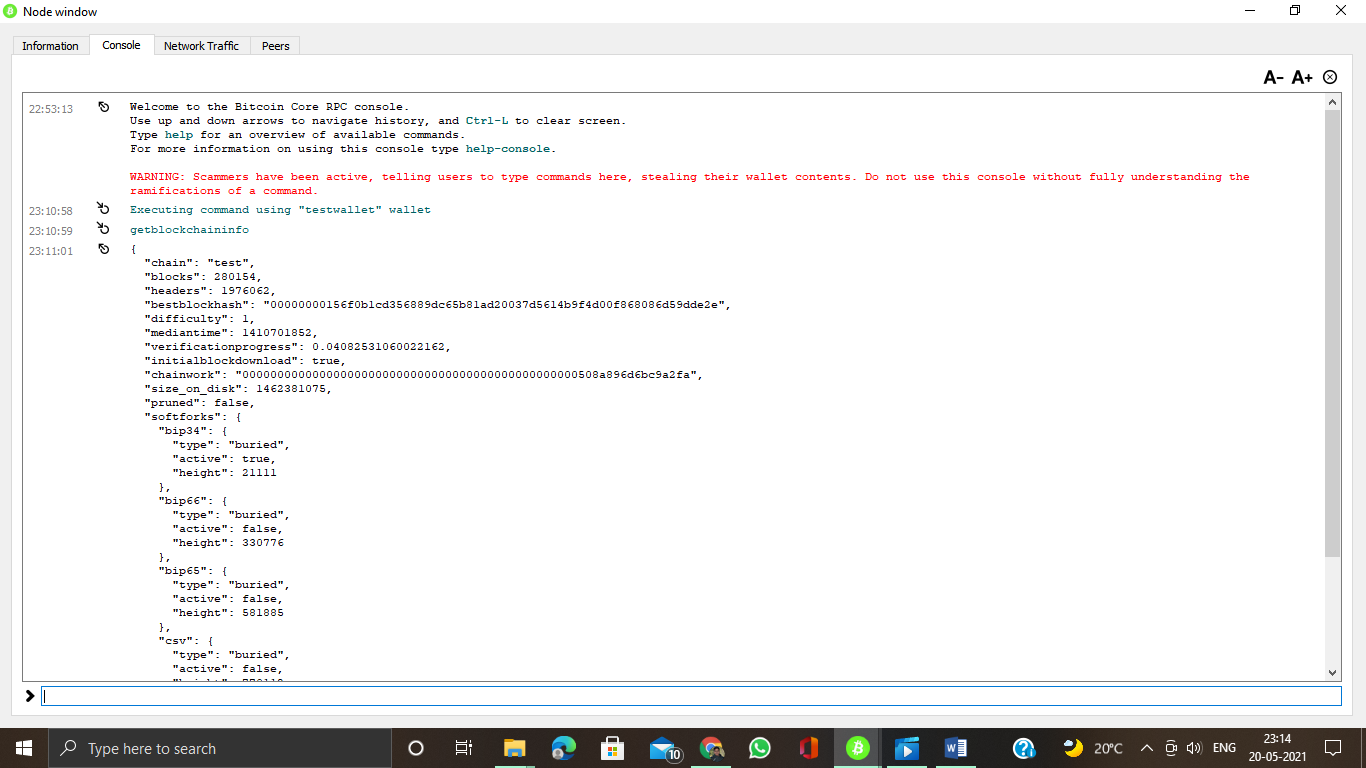 Node window
Information Console Network Traffic Peers
A- A+
22:53:13 Welcome to the Bitcoin Core RPC console.
Use up and down arrows to navigate history, and Ctrl-L to clear screen.
Type help for an overview of available commands.
For more information on using this console type help-console.
WARNING: Scammers have been active, telling users to type commands here, stealing their wallet contents. Do not use this console without fully understanding the
ramifications of a command.
23:10:58 Executing command using "testwallet" wallet
23:10:59 getblockchaininfo
23:11:01 {
"chain": "test",
"blocks": 280154,
"headers": 1976062,
"bestblockhash": "00000000156f0b1cd356889dc65b81ad20037d5614b9f4d00f868086d59dde2e",
"difficulty": 1,
"mediantime": 1410701852,
"verificationprogress": 0.04082531060022162,
"initialblockdownload": true,
"chainwork": "000000000000000000000000000000000000000000000000508a896d6bc9a2fa",
"size_on_disk": 1462381075,
"pruned": false,
"softforks": {
"bip34": {
"type": "buried",
"active": true,
"height": 21111
},
"bip66": {
"type": "buried",
"active": false,
"height": 330776
},
"bip65": {
"type": "buried",
"active": false,
"height": 581885
},
"csv": {
"type": "buried",
"active": false,
Type here to search
10
20°C
ENG
23:14
20-05-2021